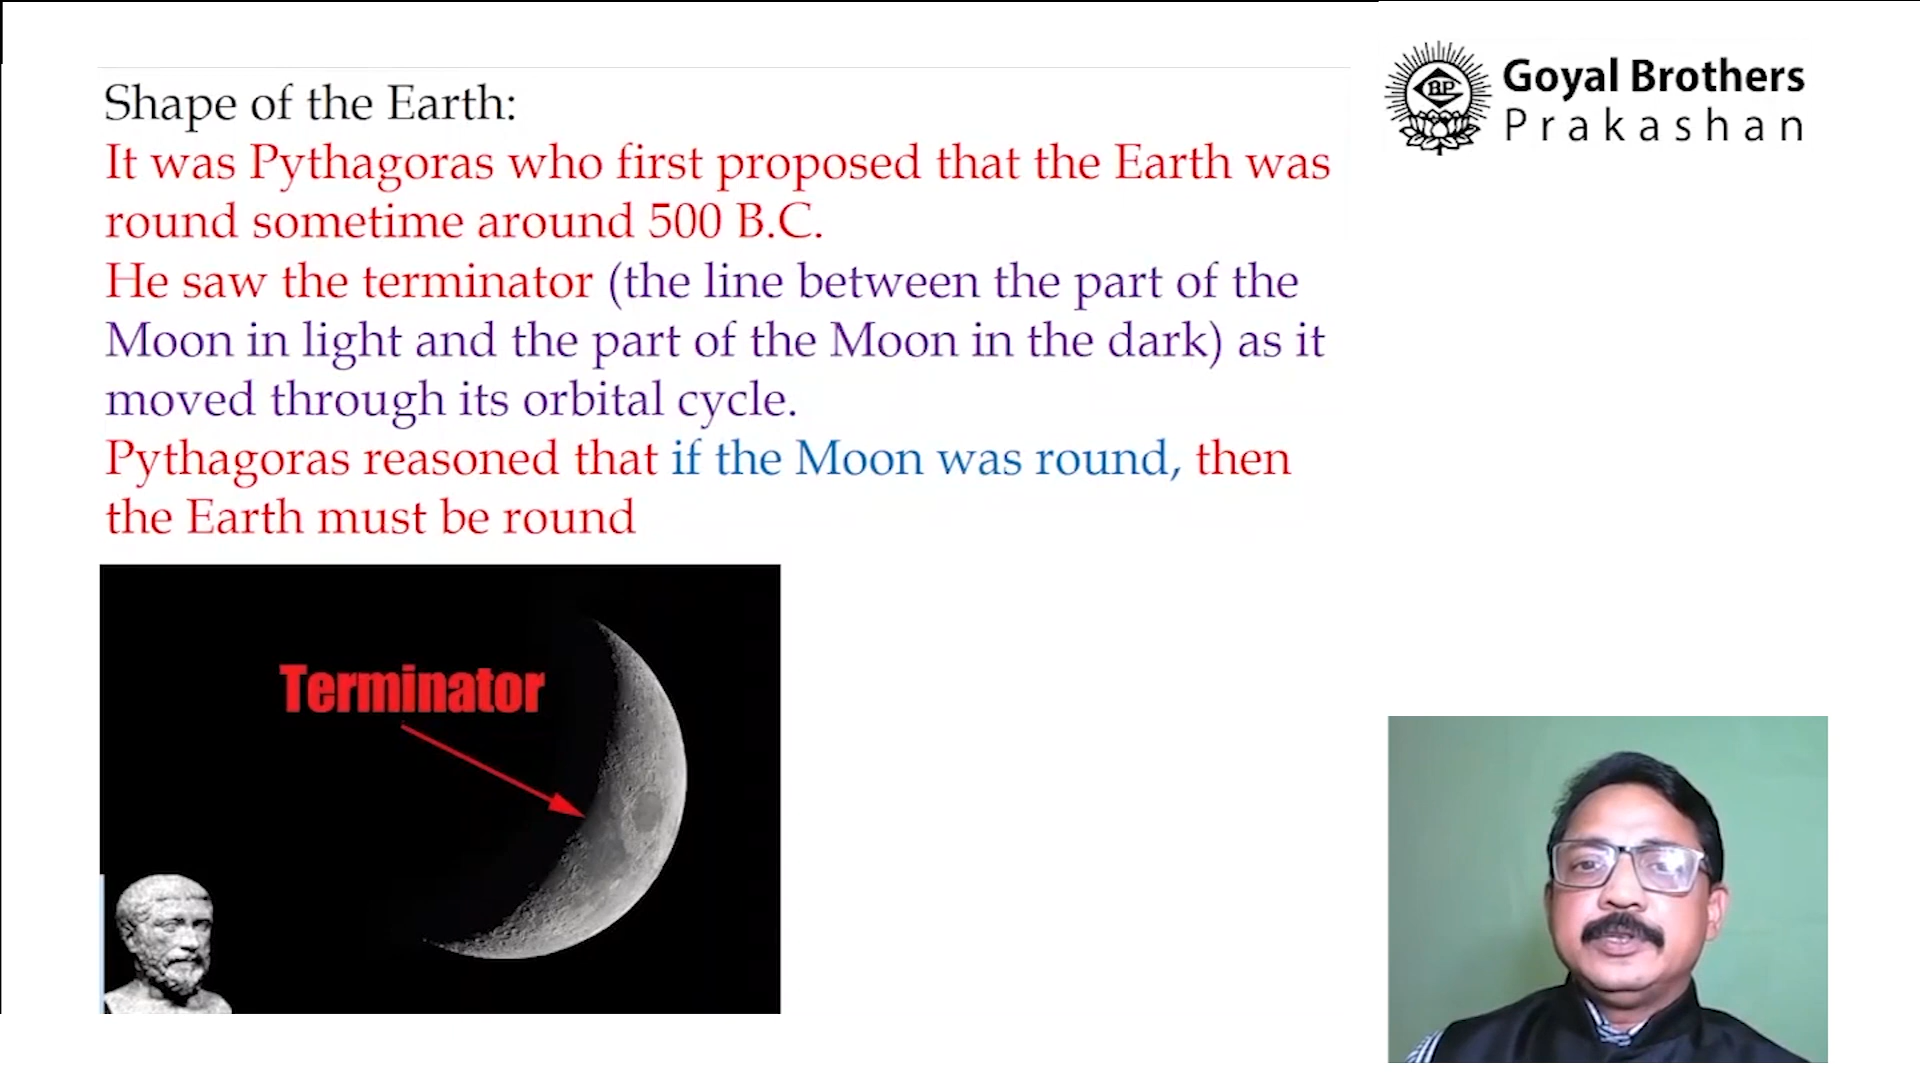 Shape of the Earth:
It was Pythagoras who first proposed that the Earth was
round sometime around 500 B.C.
He saw the terminator (the line between the part of the
Moon in light and the part of the Moon in the dark) as it
moved through its orbital cycle.
Pythagoras reasoned that if the Moon was round, then
the Earth must be round
Terminator
BP
Goyal Brothers
Prakashan